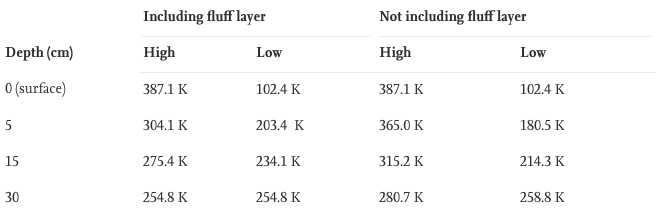 Including fluff layer Not including fluff layer
Depth (cm) High Low High Low
0 (surface) 387.1 K 102.4 K 387.1 K 102.4 K
5 304.1 K 203.4 K 365.0 K 180.5 K
15 275.4 K 234.1 K 315.2 K 214.3 K
30 254.8 K 254.8 K 280.7 K 258.8 K